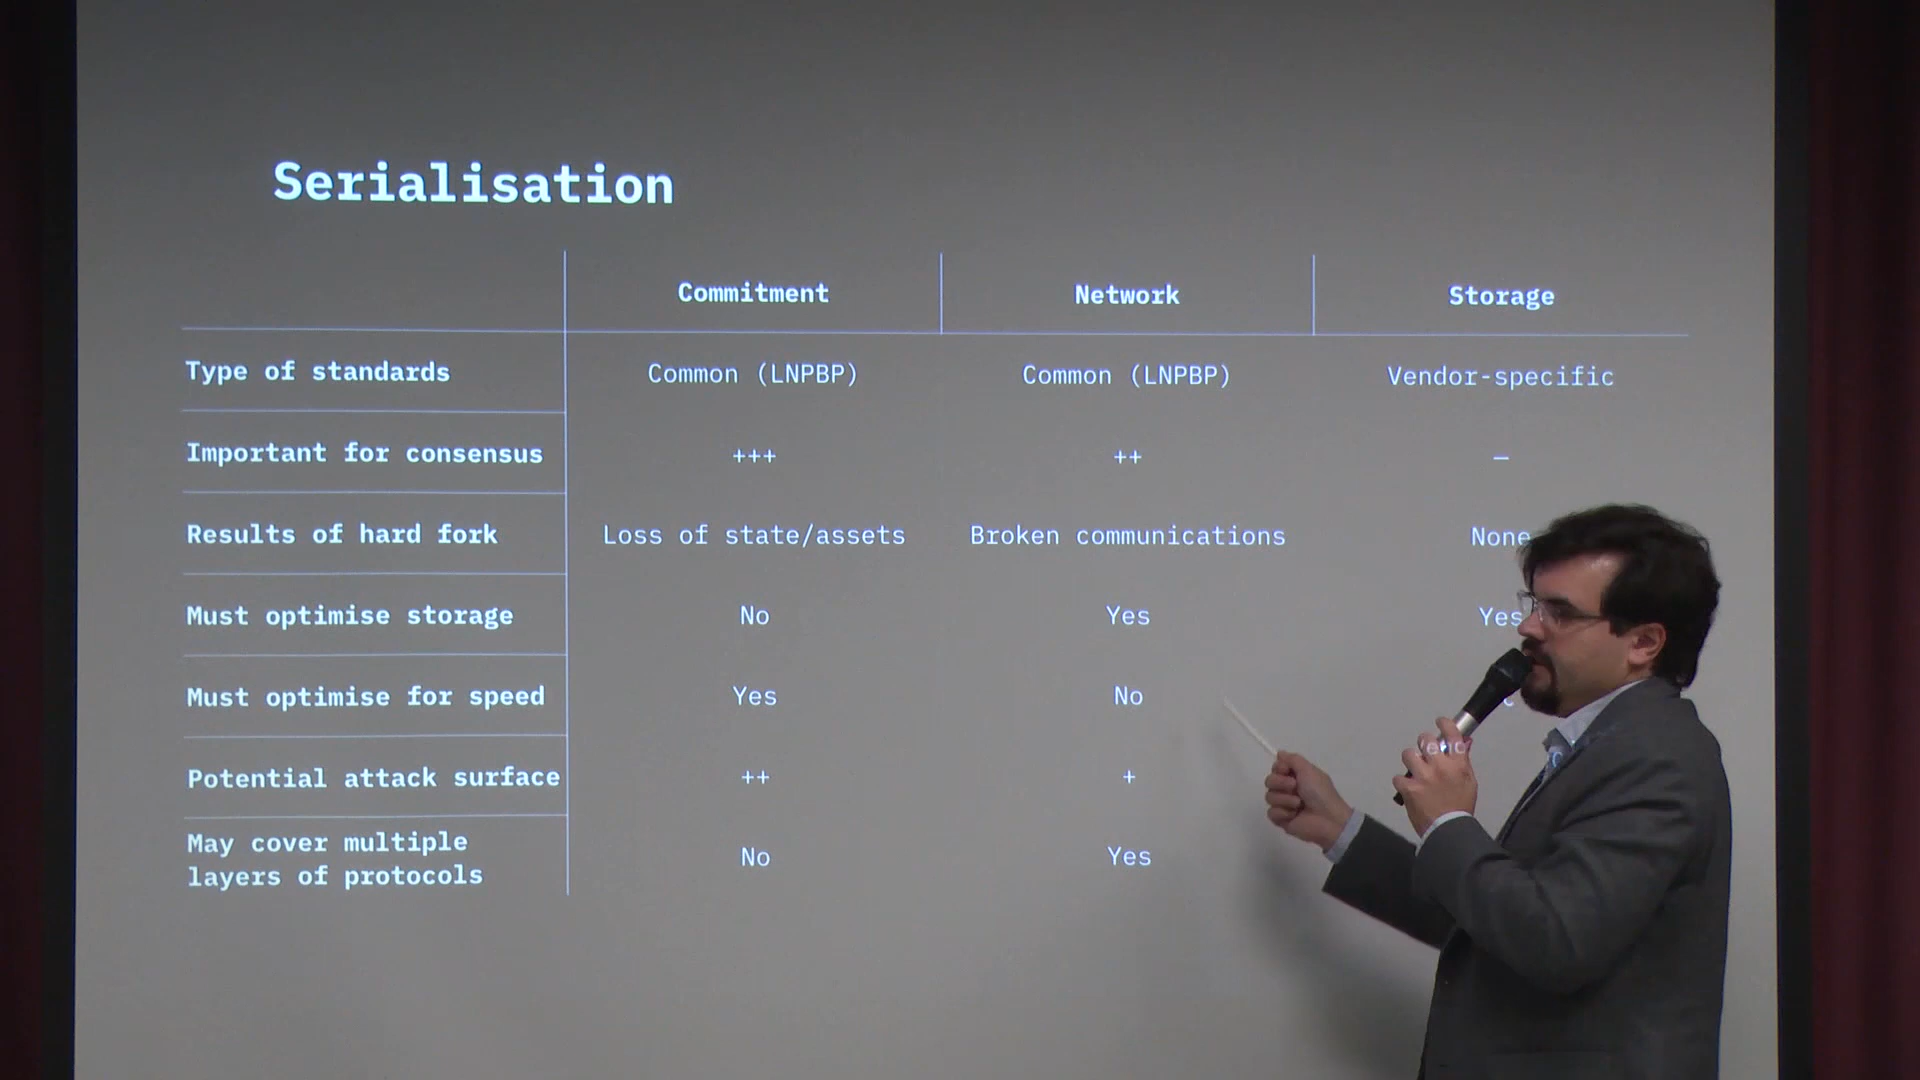 Serialisation
Commitment Network Storage
Type of standards Common (LNPBP) Common (LNPBP) Vendor-specific
Important for consensus +++ ++ –
Results of hard fork Loss of state/assets Broken communications None
Must optimise storage No Yes Yes
Must optimise for speed Yes No
Potential attack surface ++ +
May cover multiple
layers of protocols No Yes